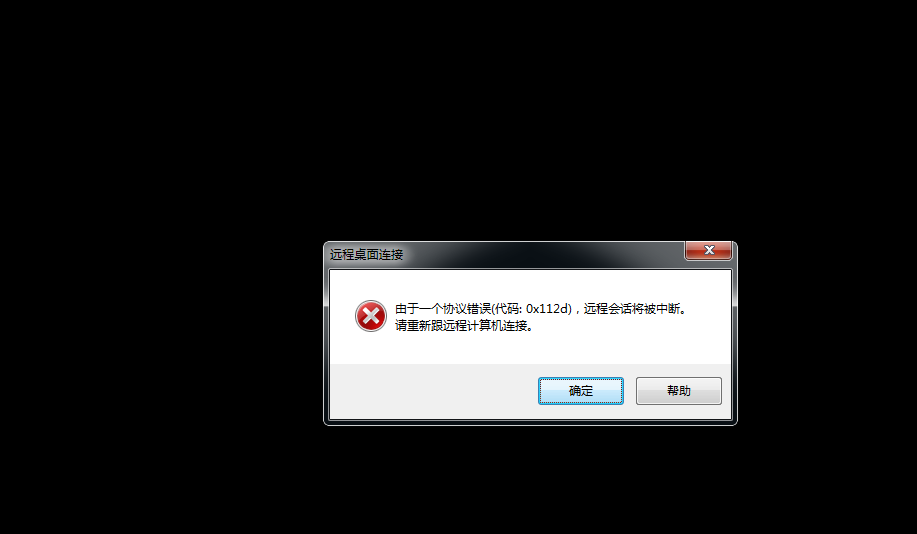 远程桌面连接
由于一个协议错误(代码: 0x112d)，远程会话将被中断。
请重新跟远程计算机连接。
确定
帮助